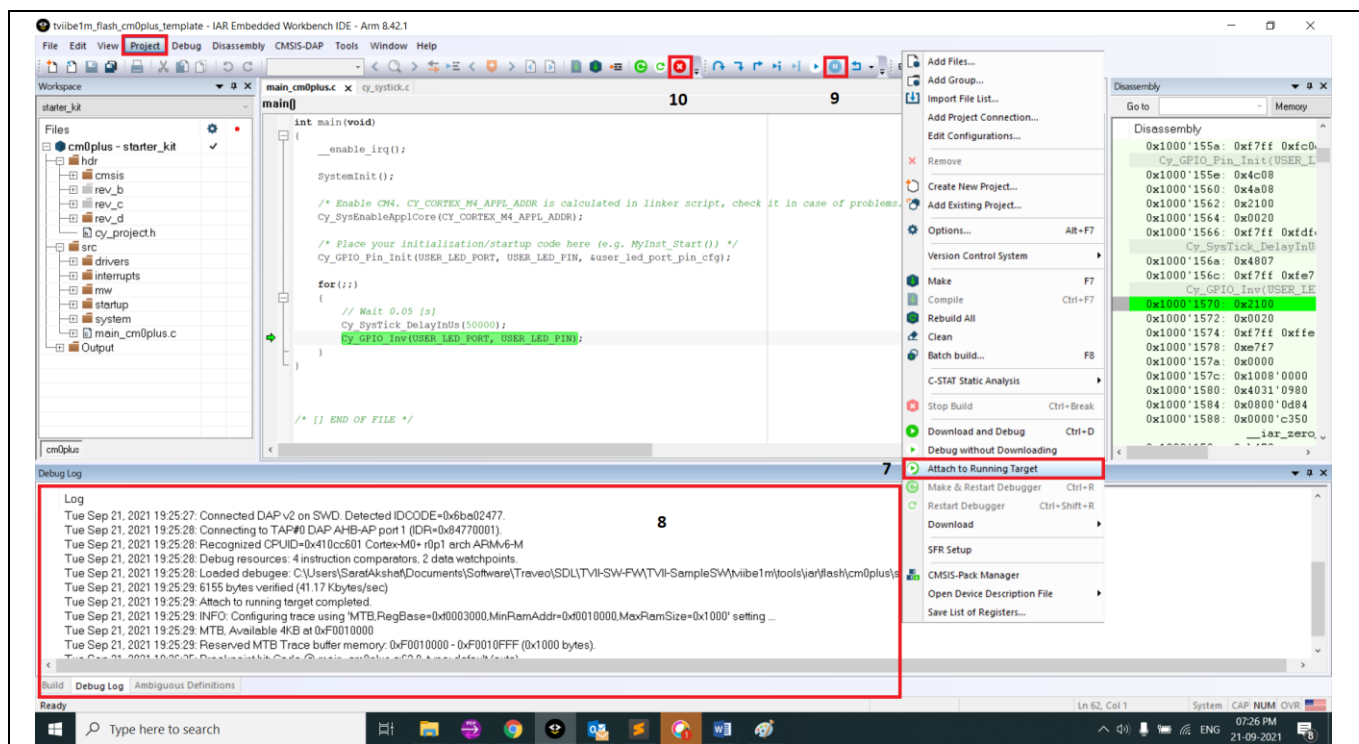 tviibe1m_flash_cm0plus_template - IAR Embedded Workbench IDE - Arm 8.42.1
File Edit View Project Debug Disassembly CMSIS-DAP Tools Window Help
Workspace
starter_kit
Files
cm0plus - starter_kit
hdr
cmsis
rev_b
rev_c
rev_d
cy_project.h
src
drivers
interrupts
mw
startup
system
main_cm0plus.c
Output
cm0plus
main_cm0plus.c x cy_systick.c
main()
10
9
int main(void)
{
__enable_irq();
SystemInit();
/* Enable CM4. CY_CORTEX_M4_APPL_ADDR is calculated in linker script, check it in case of problems.
Cy_SysEnableApplCore(CY_CORTEX_M4_APPL_ADDR);
/* Place your initialization/startup code here (e.g. MyInst_Start()) */
Cy_GPIO_Pin_Init(USER_LED_PORT, USER_LED_PIN, &user_led_port_pin_cfg);
for(;;)
{
// Wait 0.05 [s]
Cy_SysTick_DelayInUs(50000);
Cy_GPIO_Inv(USER_LED_PORT, USER_LED_PIN);
}
}
/* [] END OF FILE */
Add Files...
Add Group...
Import File List...
Add Project Connection...
Edit Configurations...
Remove
Create New Project...
Add Existing Project...
Options... Alt+F7
Version Control System
Make F7
Compile Ctrl+F7
Rebuild All
Clean
Batch build... F8
C-STAT Static Analysis
Stop Build Ctrl+Break
Download and Debug Ctrl+D
Debug without Downloading
7
Attach to Running Target
Make & Restart Debugger Ctrl+R
Restart Debugger Ctrl+Shift+R
Download
SFR Setup
CMSIS-Pack Manager
Open Device Description File
Save List of Registers...
Disassembly
Go to Memory
Disassembly
0x1000'155a: 0xf7ff 0xfc0
Cy_GPIO_Pin_Init(USER_L
0x1000'155e: 0x4c08
0x1000'1560: 0x4a08
0x1000'1562: 0x2100
0x1000'1564: 0x0020
0x1000'1566: 0xf7ff 0xfdf
Cy_SysTick_DelayInU
0x1000'156a: 0x4807
0x1000'156c: 0xf7ff 0xfe7
Cy_GPIO_Inv(USER_LE
0x1000'1570: 0x2100
0x1000'1572: 0x0020
0x1000'1574: 0xf7ff 0xffe
0x1000'1578: 0xe7f7
0x1000'157a: 0x0000
0x1000'157c: 0x1008'0000
0x1000'1580: 0x4031'0980
0x1000'1584: 0x0800'0d84
0x1000'1588: 0x0000'c350
__iar_zero
Debug Log
Log
8
Tue Sep 21, 2021 19:25:27: Connected DAP v2 on SWD. Detected IDCODE=0x6ba02477.
Tue Sep 21, 2021 19:25:28: Connecting to TAP#0 DAP AHB-AP port 1 (IDR=0x84770001).
Tue Sep 21, 2021 19:25:28: Recognized CPUID=0x410cc601 Cortex-M0+ r0p1 arch ARMv6-M
Tue Sep 21, 2021 19:25:28: Debug resources: 4 instruction comparators, 2 data watchpoints.
Tue Sep 21, 2021 19:25:28: Loaded debugee: C:\Users\SarafAkshat\Documents\Software\Traveo\SDL\TVII-SW-FW\TVII-SampleSW\tviibe1m\tools\iar\flash\cm0plus\s
Tue Sep 21, 2021 19:25:29: 6155 bytes verified (41.17 Kbytes/sec)
Tue Sep 21, 2021 19:25:29: Attach to running target completed.
Tue Sep 21, 2021 19:25:29: INFO: Configuring trace using 'MTB,RegBase=0xf0003000,MinRamAddr=0xf0010000,MaxRamSize=0x1000' setting ...
Tue Sep 21, 2021 19:25:29: MTB, Available 4KB at 0xF0010000
Tue Sep 21, 2021 19:25:29: Reserved MTB Trace buffer memory: 0xF0010000 - 0xF0010FFF (0x1000 bytes).
Build Debug Log Ambiguous Definitions
Ready
Ln 62, Col 1 System CAP NUM OVR
Type here to search
ENG
07:26 PM
21-09-2021